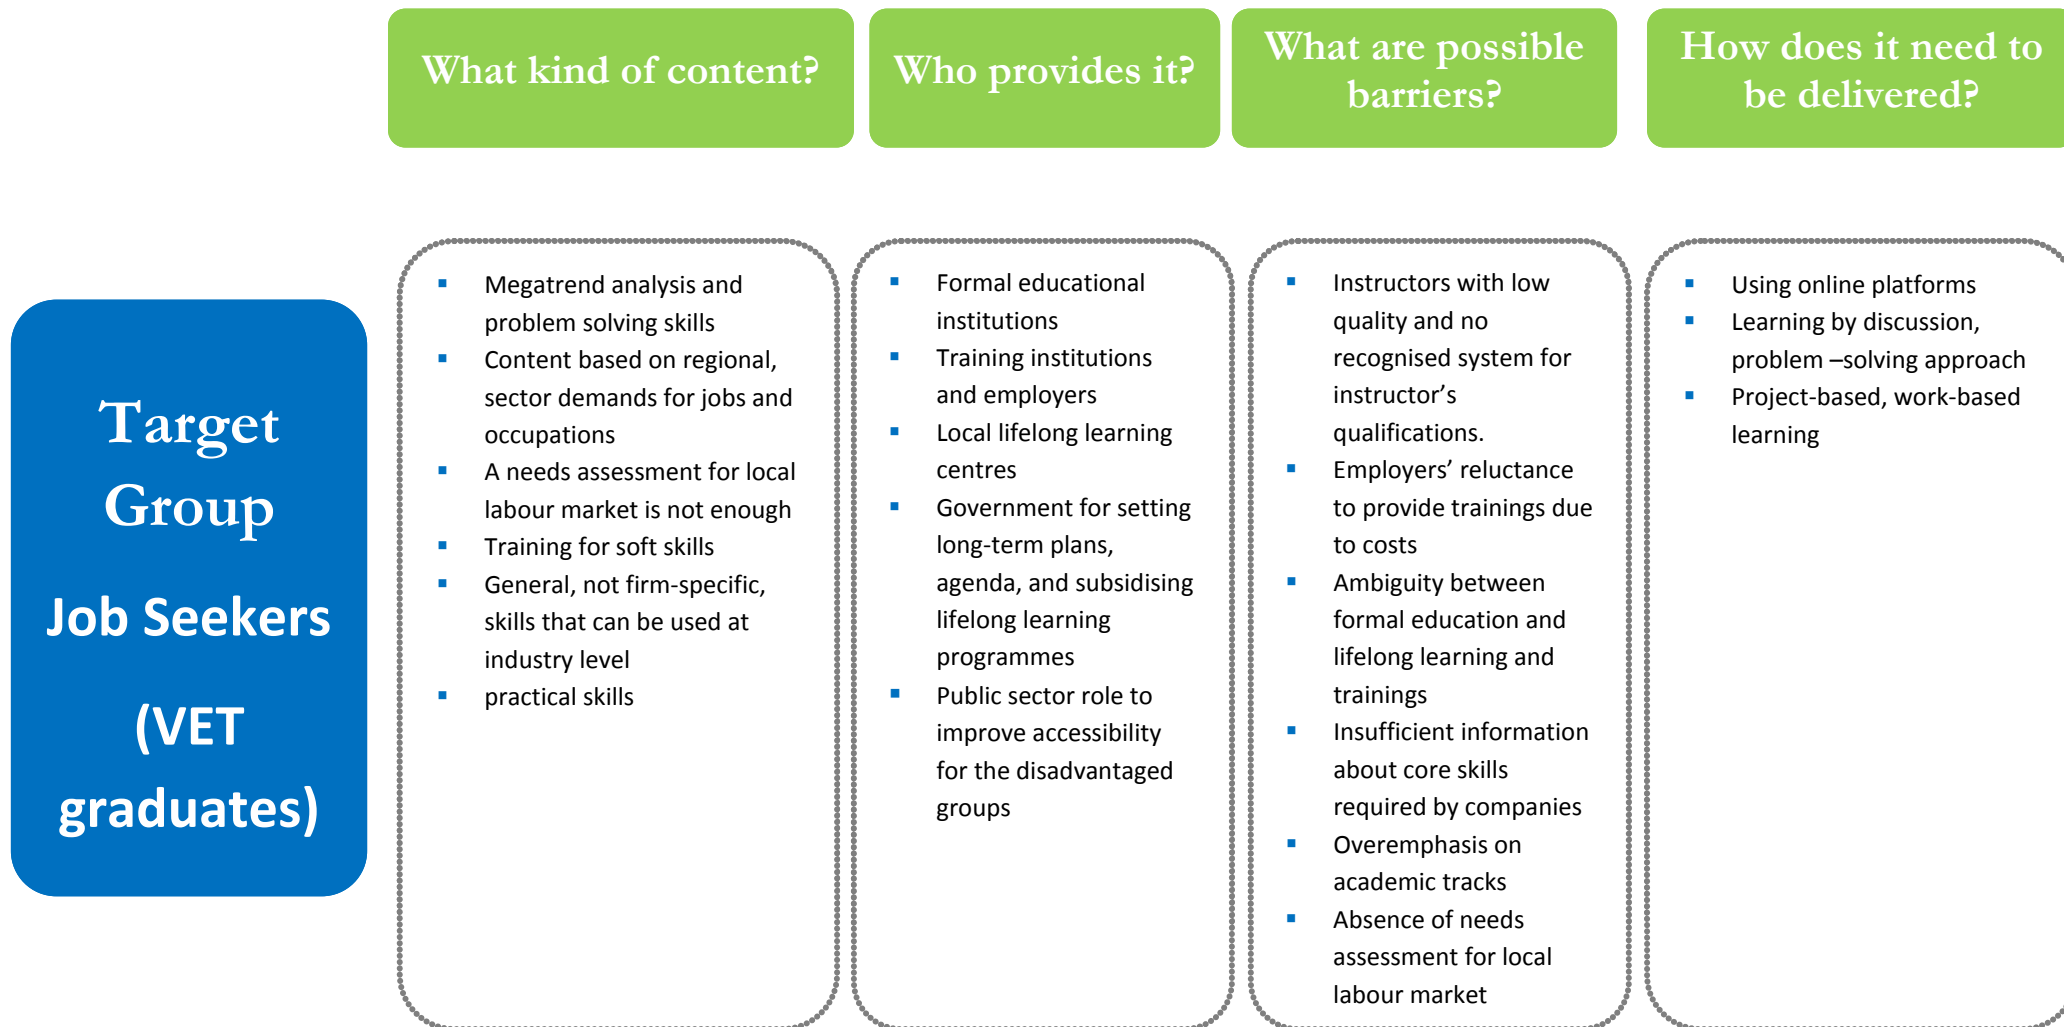 What kind of content?
Who provides it?
What are possible
barriers?
How does it need to
be delivered?
Target
Group
Job Seekers
(VET
graduates)
▪ Megatrend analysis and
problem solving skills
▪ Content based on regional,
sector demands for jobs and
occupations
▪ A needs assessment for local
labour market is not enough
▪ Training for soft skills
▪ General, not firm-specific,
skills that can be used at
industry level
▪ practical skills
▪ Formal educational
institutions
▪ Training institutions
and employers
▪ Local lifelong learning
centres
▪ Government for setting
long-term plans,
agenda, and subsidising
lifelong learning
programmes
▪ Public sector role to
improve accessibility
for the disadvantaged
groups
▪ Instructors with low
quality and no
recognised system for
instructor’s
qualifications.
▪ Employers’ reluctance
to provide trainings due
to costs
▪ Ambiguity between
formal education and
lifelong learning and
trainings
▪ Insufficient information
about core skills
required by companies
▪ Overemphasis on
academic tracks
▪ Absence of needs
assessment for local
labour market
▪ Using online platforms
▪ Learning by discussion,
problem –solving approach
▪ Project-based, work-based
learning